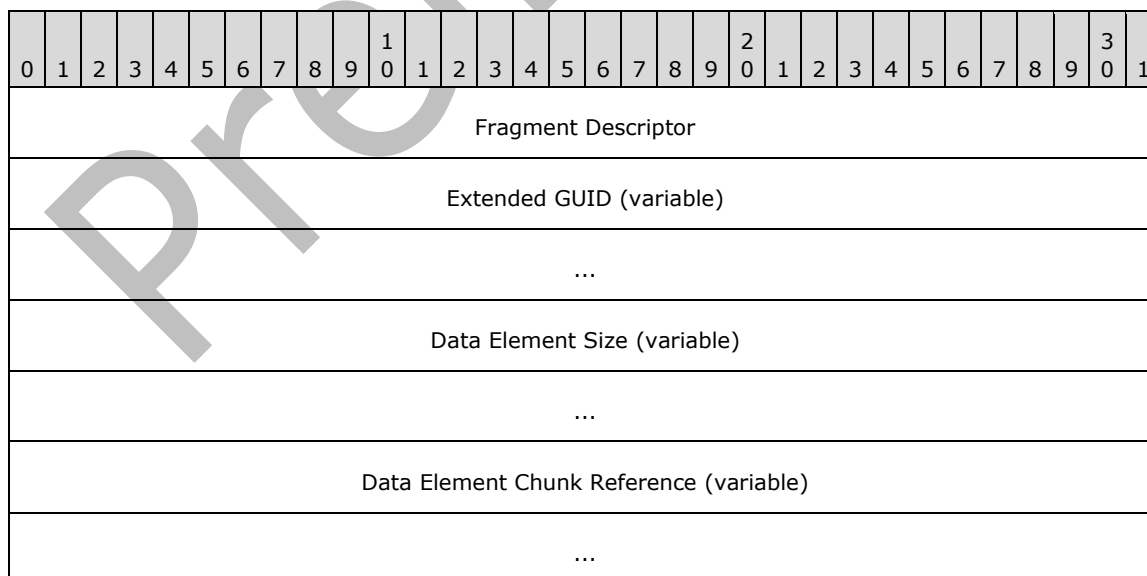 1 2 3
0 1 2 3 4 5 6 7 8 9 0 1 2 3 4 5 6 7 8 9 0 1 2 3 4 5 6 7 8 9 0 1
Fragment Descriptor
Extended GUID (variable)
...
Data Element Size (variable)
...
Data Element Chunk Reference (variable)
...